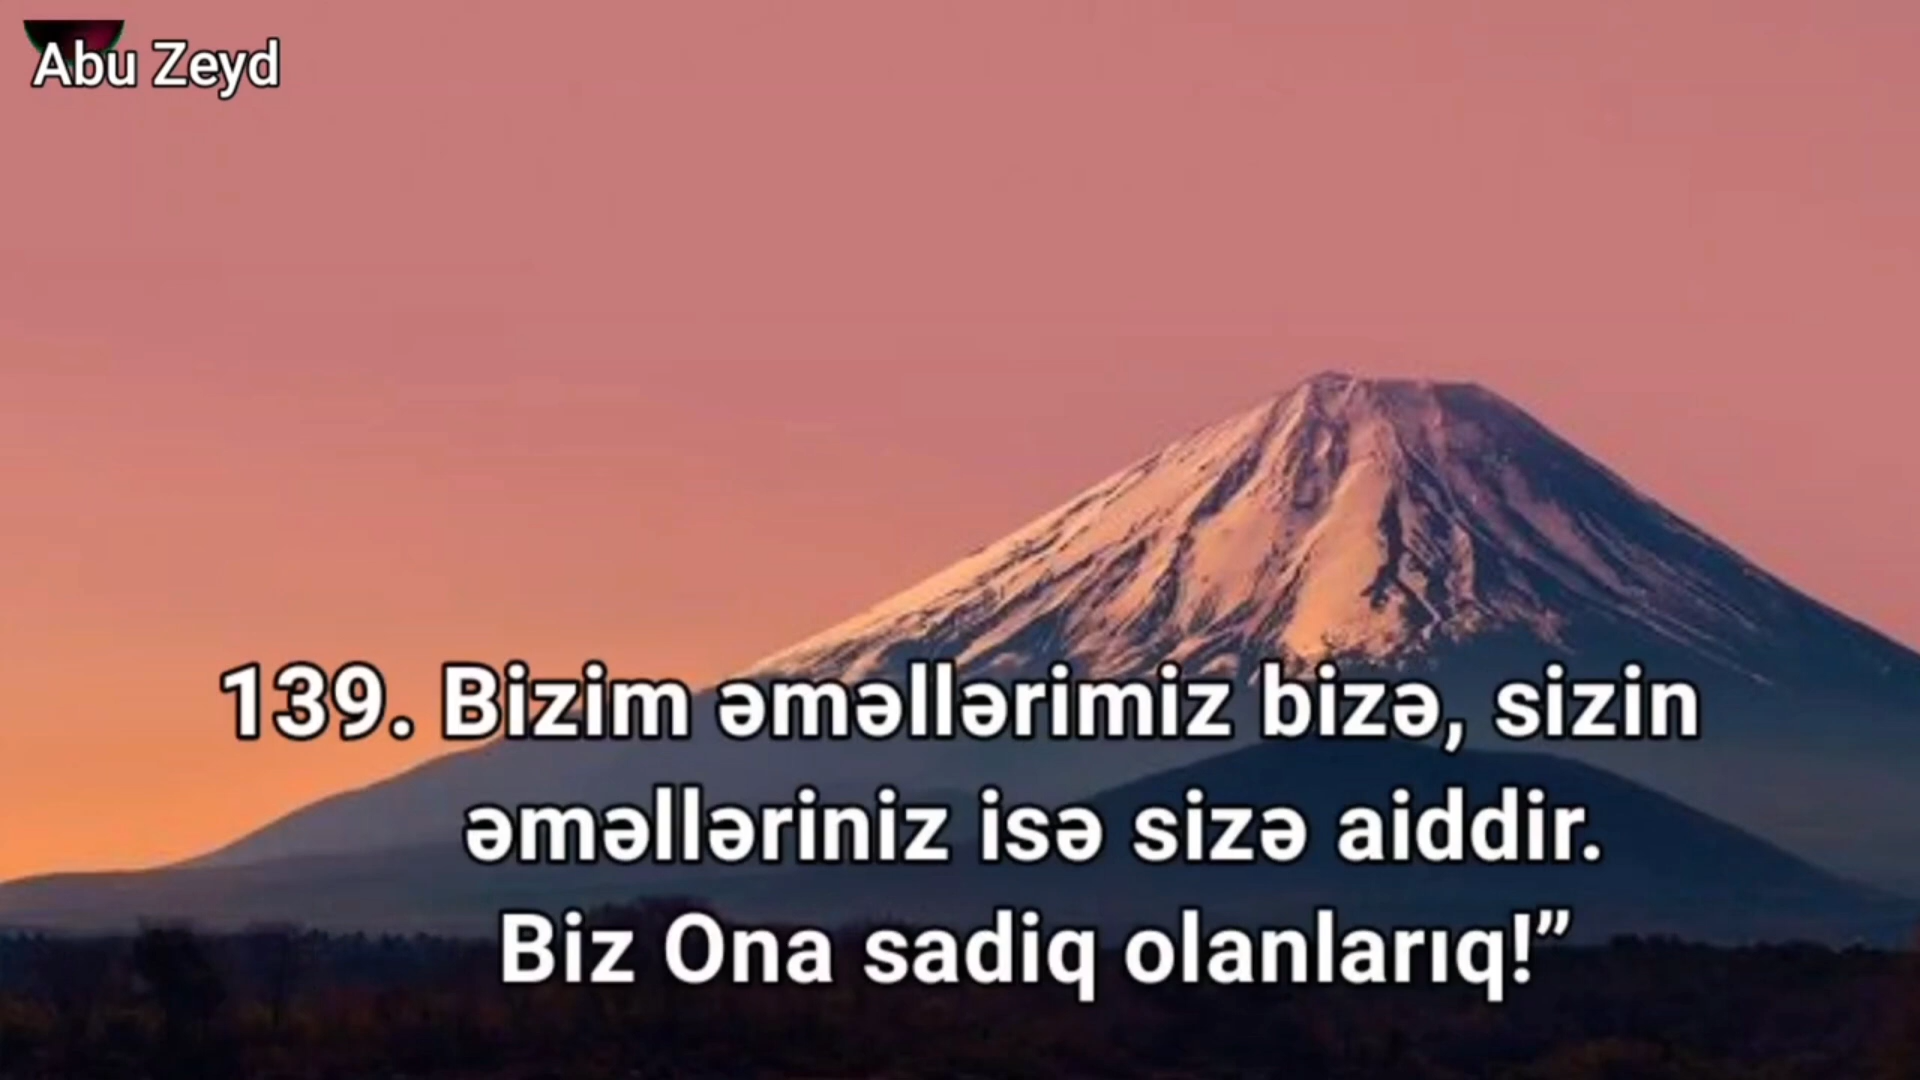 Abu Zeyd
139. Bizim əməllərimiz bizə, sizin
əməlləriniz isə sizə aiddir.
Biz Ona sadiq olanlarıq!”